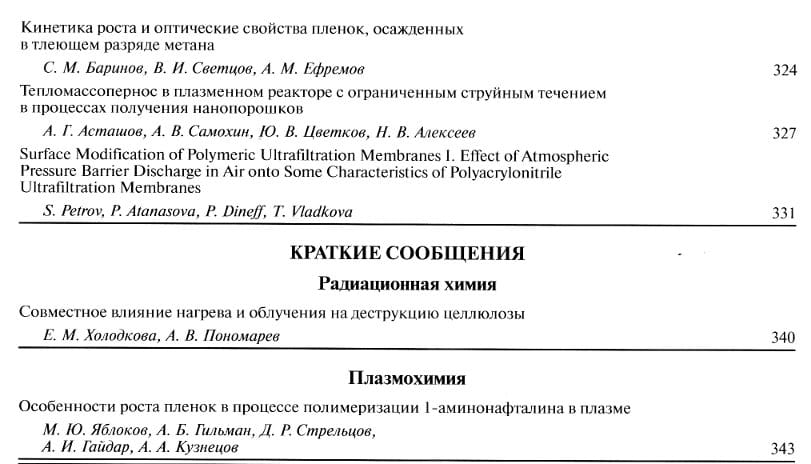 Кинетика роста и оптические свойства пленок, осажденных
в тлеющем разряде метана
С. М. Баринов, В. И. Светцов, А. М. Ефремов 324
Тепломассопернос в плазменном реакторе с ограниченным струйным течением
в процессах получения нанопорошков
А. Г. Асташов, А. В. Самохин, Ю. В. Цветков, Н. В. Алексеев 327
Surface Modification of Polymeric Ultrafiltration Membranes I. Effect of Atmospheric
Pressure Barrier Discharge in Air onto Some Characteristics of Polyacrylonitrile
Ultrafiltration Membranes
S. Petrov, P. Atanasova, P. Dineff, T. Vladkova 331
КРАТКИЕ СООБЩЕНИЯ
Радиационная химия
Совместное влияние нагрева и облучения на деструкцию целлюлозы
Е. М. Холодкова, А. В. Пономарев 340
Плазмохимия
Особенности роста пленок в процессе полимеризации 1-аминонафталина в плазме
М. Ю. Яблоков, А. Б. Гильман, Д. Р. Стрельцов,
А. И. Гайдар, А. А. Кузнецов 343